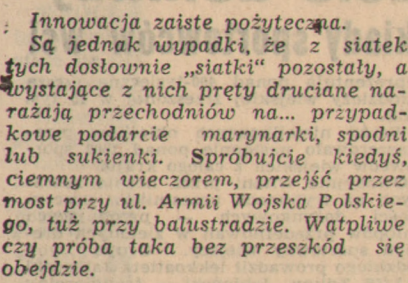 Innowacja zaiste pożyteczna.
Są jednak wypadki, że z siatek
tych dosłownie „siatki“ pozostały, a
wystające z nich pręty druciane na-
rażają przechodniów na... przypad-
kowe podarcie marynarki, spodni
lub sukienki. Spróbujcie kiedyś,
ciemnym wieczorem, przejść przez
most przy ul. Armii Wojska Polskie-
go, tuż przy balustradzie. Wątpliwe
czy próba taka bez przeszkód się
obejdzie.